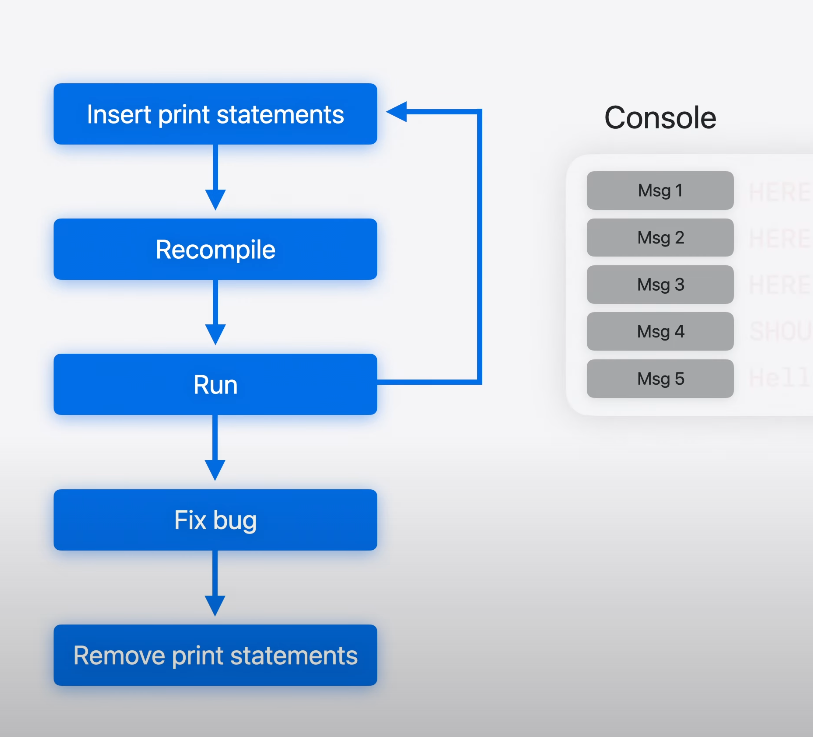 Insert print statements
Recompile
Run
Fix bug
Remove print statements
Console
Msg 1 HERE
Msg 2 HERE
Msg 3 HERE
Msg 4 SHOU
Msg 5 Hell